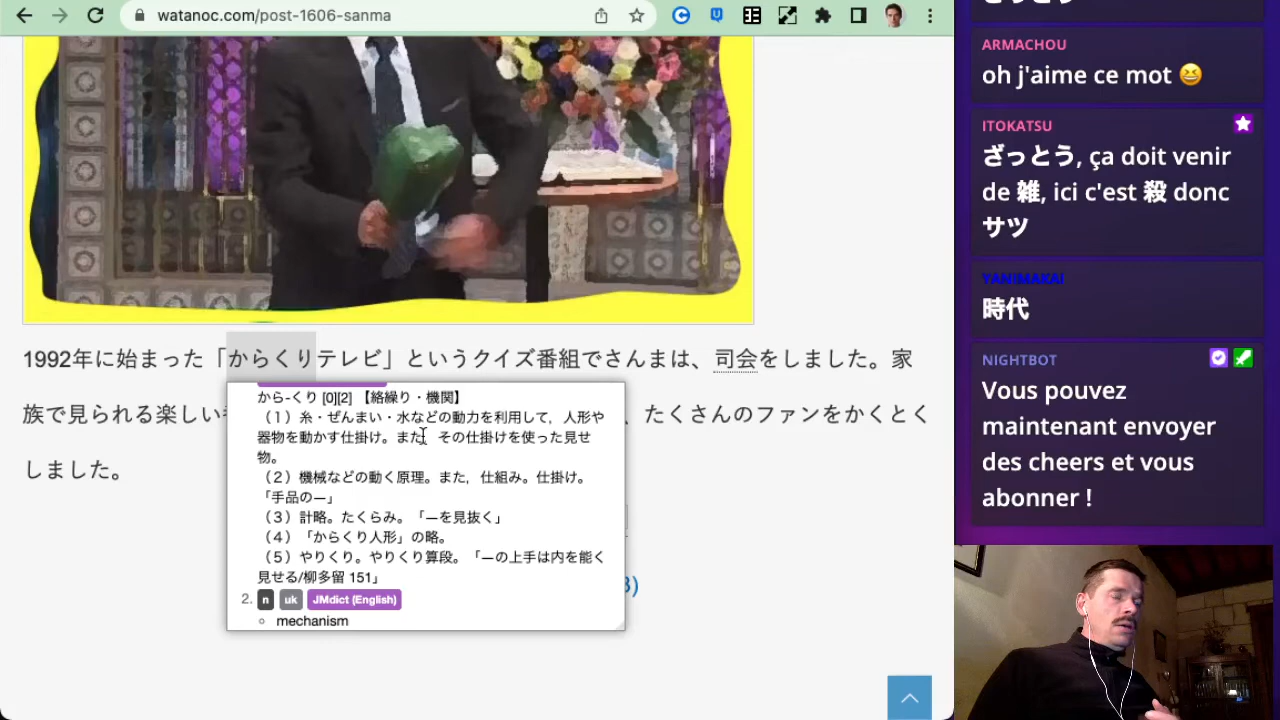 watanoc.com/post-1606-sanma
ARMACHOU
oh j'aime ce mot 😆
ITOKATSU
ざっとう, ça doit venir
de 雑, ici c'est 殺 donc
サツ
YANIMAKAI
時代
NIGHTBOT
Vous pouvez
maintenant envoyer
des cheers et vous
abonner !
1992年に始まった「からくりテレビ」というクイズ番組でさんまは、司会をしました。家
族で見られる楽しい
、たくさんのファンをかくとく
しました。
から-くり [0][2] 【絡繰り・機関】
（1）糸・ぜんまい・水などの動力を利用して，人形や
器物を動かす仕掛け。また，その仕掛けを使った見せ
物。
（2）機械などの動く原理。また，仕組み。仕掛け。
「手品の―」
（3）計略。たくらみ。「―を見抜く」
（4）「からくり人形」の略。
（5）やりくり。やりくり算段。「―の上手は内を能く
見せる/柳多留 151」
2. n uk JMdict (English)
○ mechanism
3)